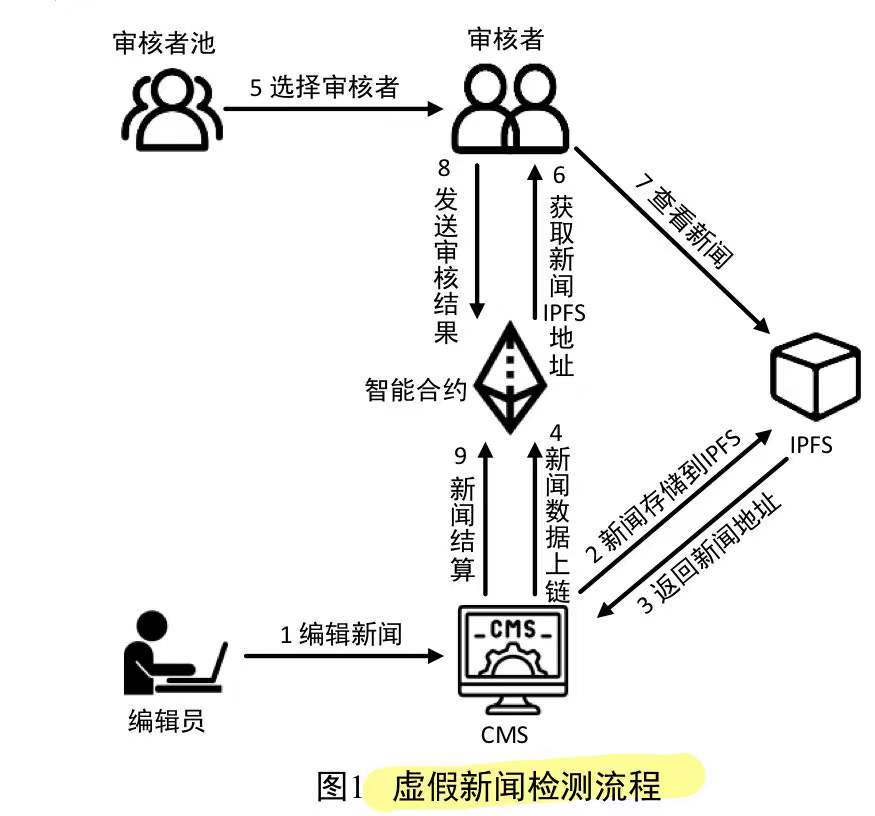 审核者池
审核者
5 选择审核者
8 发送审核结果
6 获取新闻IPFS地址
7 查看新闻
智能合约
IPFS
9 新闻结算
4 新闻数据上链
2 新闻存储到IPFS
3 返回新闻地址
1 编辑新闻
CMS
编辑员
CMS
图1 虚假新闻检测流程